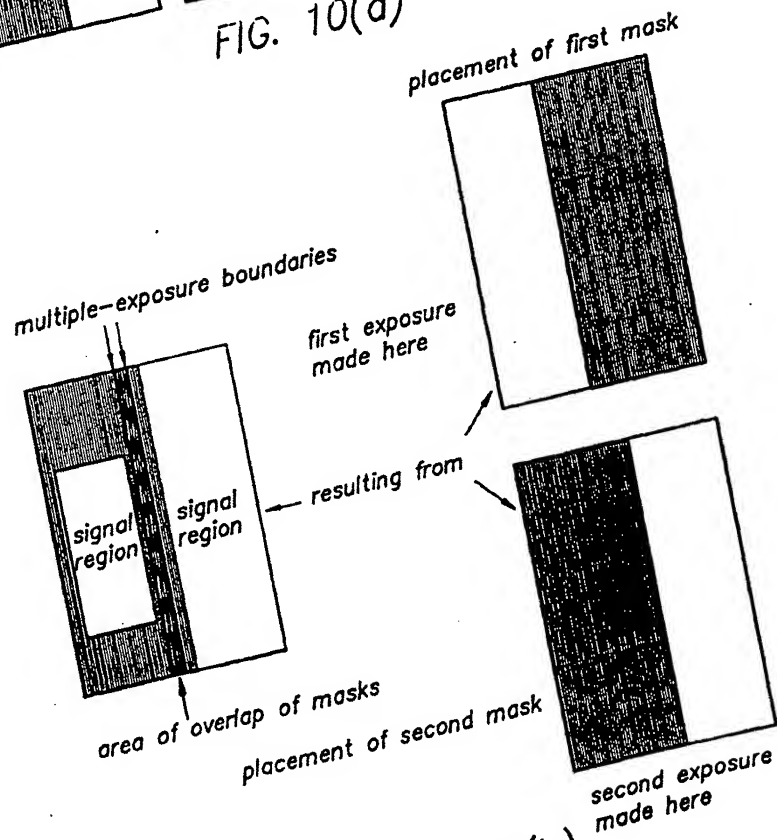 FIG. 10(a)
placement of first mask
multiple-exposure boundaries
first exposure
made here
signal
region
signal
region
resulting from
area of overlap of masks
placement of second mask
second exposure
made here